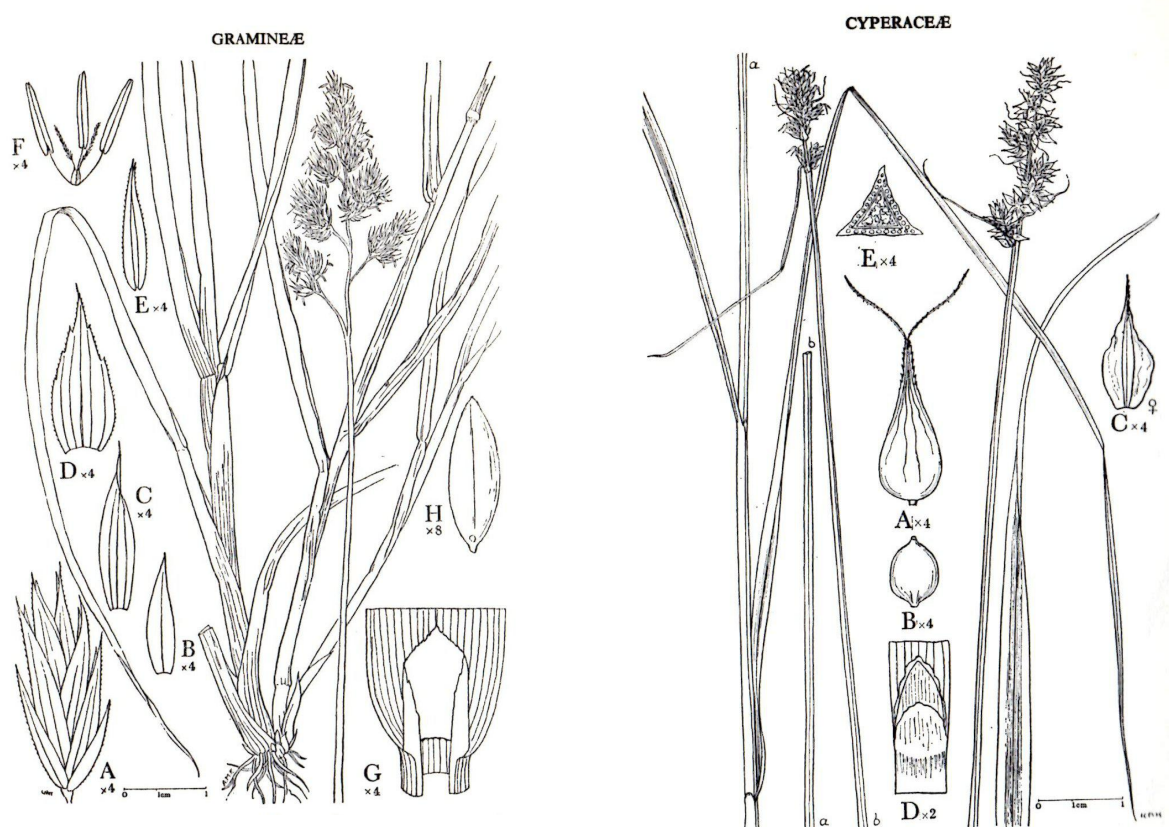 GRAMINEÆ
F
×4
E ×4
D ×4
C
×4
B
×4
A
×4
0 1cm 1
H
×8
G
×4
CYPERACEÆ
a
E ×4
b
♀
C ×4
A ×4
B ×4
D ×2
a
b
0 1cm 1